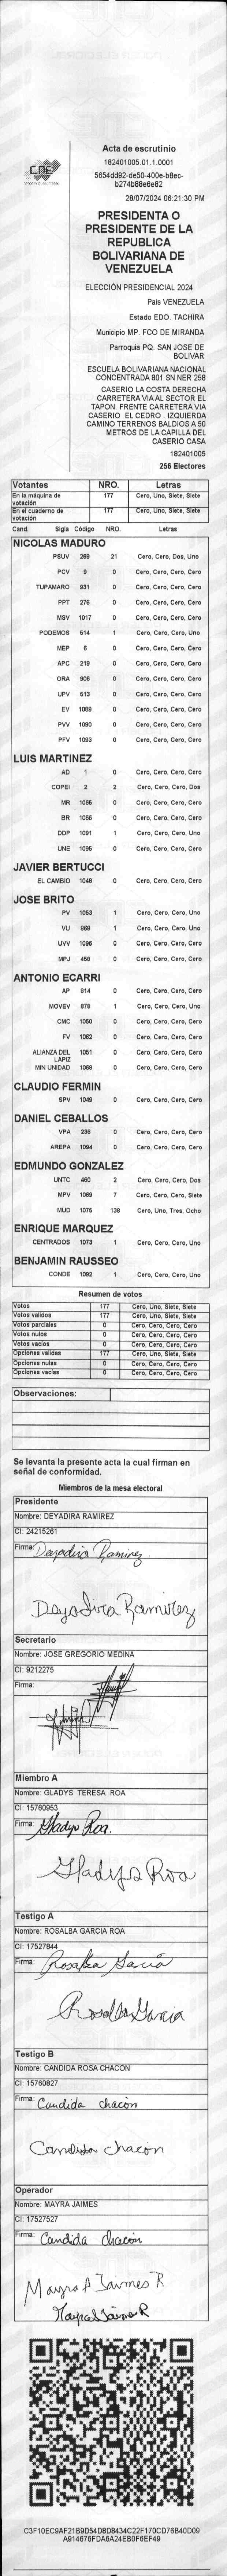 CNE
Acta de escrutinio
182401005.01.1.0001
5654dd92-de50-400e-b8ec-
b274b88e6e82
28/07/2024 06:21:30 PM
PRESIDENTA O
PRESIDENTE DE LA
REPUBLICA
BOLIVARIANA DE
VENEZUELA
ELECCIÓN PRESIDENCIAL 2024
Pais VENEZUELA
Estado EDO. TACHIRA
Municipio MP. FCO DE MIRANDA
Parroquia PQ. SAN JOSE DE
BOLIVAR
ESCUELA BOLIVARIANA NACIONAL
CONCENTRADA 801 SN NER 258
CASERIO LA COSTA DERECHA
CARRETERA VIA AL SECTOR EL
TAPON. FRENTE CARRETERA VIA
CASERIO EL CEDRO . IZQUIERDA
CAMINO TERRENOS BALDIOS A 50
METROS DE LA CAPILLA DEL
CASERIO CASA
182401005
256 Electores
Votantes NRO. Letras
En la máquina de votación 177 Cero, Uno, Siete, Siete
En el cuaderno de votación 177 Cero, Uno, Siete, Siete
Cand. Sigla Código NRO. Letras
NICOLAS MADURO
PSUV 269 21 Cero, Cero, Dos, Uno
PCV 9 0 Cero, Cero, Cero, Cero
TUPAMARO 931 0 Cero, Cero, Cero, Cero
PPT 276 0 Cero, Cero, Cero, Cero
MSV 1017 0 Cero, Cero, Cero, Cero
PODEMOS 514 1 Cero, Cero, Cero, Uno
MEP 6 0 Cero, Cero, Cero, Cero
APC 219 0 Cero, Cero, Cero, Cero
ORA 906 0 Cero, Cero, Cero, Cero
UPV 613 0 Cero, Cero, Cero, Cero
EV 1089 0 Cero, Cero, Cero, Cero
PVV 1090 0 Cero, Cero, Cero, Cero
PFV 1093 0 Cero, Cero, Cero, Cero
LUIS MARTINEZ
AD 1 0 Cero, Cero, Cero, Cero
COPEI 2 2 Cero, Cero, Cero, Dos
MR 1065 0 Cero, Cero, Cero, Cero
BR 1066 0 Cero, Cero, Cero, Cero
DDP 1091 1 Cero, Cero, Cero, Uno
UNE 1095 0 Cero, Cero, Cero, Cero
JAVIER BERTUCCI
EL CAMBIO 1048 0 Cero, Cero, Cero, Cero
JOSE BRITO
PV 1053 1 Cero, Cero, Cero, Uno
VU 969 1 Cero, Cero, Cero, Uno
UVV 1096 0 Cero, Cero, Cero, Cero
MPJ 458 0 Cero, Cero, Cero, Cero
ANTONIO ECARRI
AP 914 0 Cero, Cero, Cero, Cero
MOVEV 878 1 Cero, Cero, Cero, Uno
CMC 1050 0 Cero, Cero, Cero, Cero
FV 1062 0 Cero, Cero, Cero, Cero
ALIANZA DEL LAPIZ 1051 0 Cero, Cero, Cero, Cero
MIN UNIDAD 1068 0 Cero, Cero, Cero, Cero
CLAUDIO FERMIN
SPV 1049 0 Cero, Cero, Cero, Cero
DANIEL CEBALLOS
VPA 236 0 Cero, Cero, Cero, Cero
AREPA 1094 0 Cero, Cero, Cero, Cero
EDMUNDO GONZALEZ
UNTC 460 2 Cero, Cero, Cero, Dos
MPV 1069 7 Cero, Cero, Cero, Siete
MUD 1075 138 Cero, Uno, Tres, Ocho
ENRIQUE MARQUEZ
CENTRADOS 1073 1 Cero, Cero, Cero, Uno
BENJAMIN RAUSSEO
CONDE 1092 1 Cero, Cero, Cero, Uno
Resumen de votos
Votos 177 Cero, Uno, Siete, Siete
Votos validos 177 Cero, Uno, Siete, Siete
Votos parciales 0 Cero, Cero, Cero, Cero
Votos nulos 0 Cero, Cero, Cero, Cero
Votos vacios 0 Cero, Cero, Cero, Cero
Opciones validas 177 Cero, Uno, Siete, Siete
Opciones nulas 0 Cero, Cero, Cero, Cero
Opciones vacias 0 Cero, Cero, Cero, Cero
Observaciones:
Se levanta la presente acta la cual firman en
señal de conformidad.
Miembros de la mesa electoral
Presidente
Nombre: DEYADIRA RAMIREZ
CI: 24215261
Firma: Deyadira Ramirez
Deyadira Ramirez
Secretario
Nombre: JOSE GREGORIO MEDINA
CI: 9212275
Firma:
Miembro A
Nombre: GLADYS TERESA ROA
CI: 15760953
Firma: Gladys Roa.
Gladys Roa
Testigo A
Nombre: ROSALBA GARCIA ROA
CI: 17527844
Firma: Rosalba Garcia
Rosalba Garcia
Testigo B
Nombre: CANDIDA ROSA CHACON
CI: 15760827
Firma: Candida chacon
Candida chacon
Operador
Nombre: MAYRA JAIMES
CI: 17527527
Firma: Candida chacon
Mayra A Jaimes R
Mayra Jaimes R
C3F10EC9AF21B9D54D8D8434C22F170CD76B40D09
A914676FDA6A24EB0F6EF49